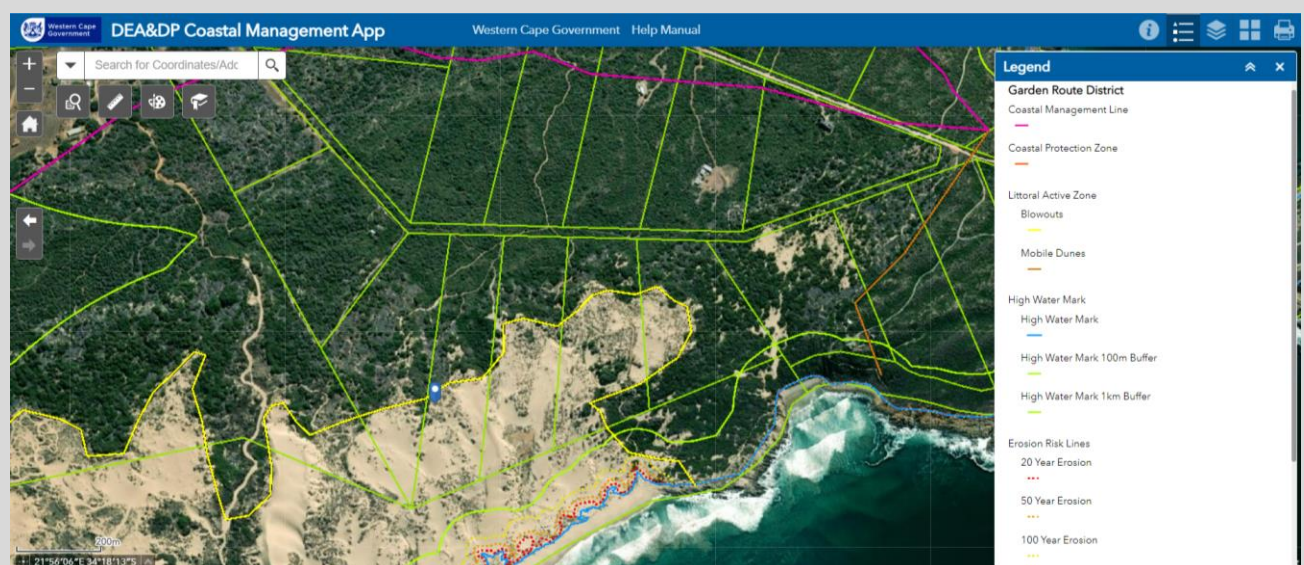 Western Cape
Government
DEA&DP Coastal Management App
Western Cape Government Help Manual
Search for Coordinates/Adc
Legend
Garden Route District
Coastal Management Line
Coastal Protection Zone
Littoral Active Zone
Blowouts
Mobile Dunes
High Water Mark
High Water Mark
High Water Mark 100m Buffer
High Water Mark 1km Buffer
Erosion Risk Lines
20 Year Erosion
50 Year Erosion
100 Year Erosion
200m
21°56'06"E 34°18'13"S